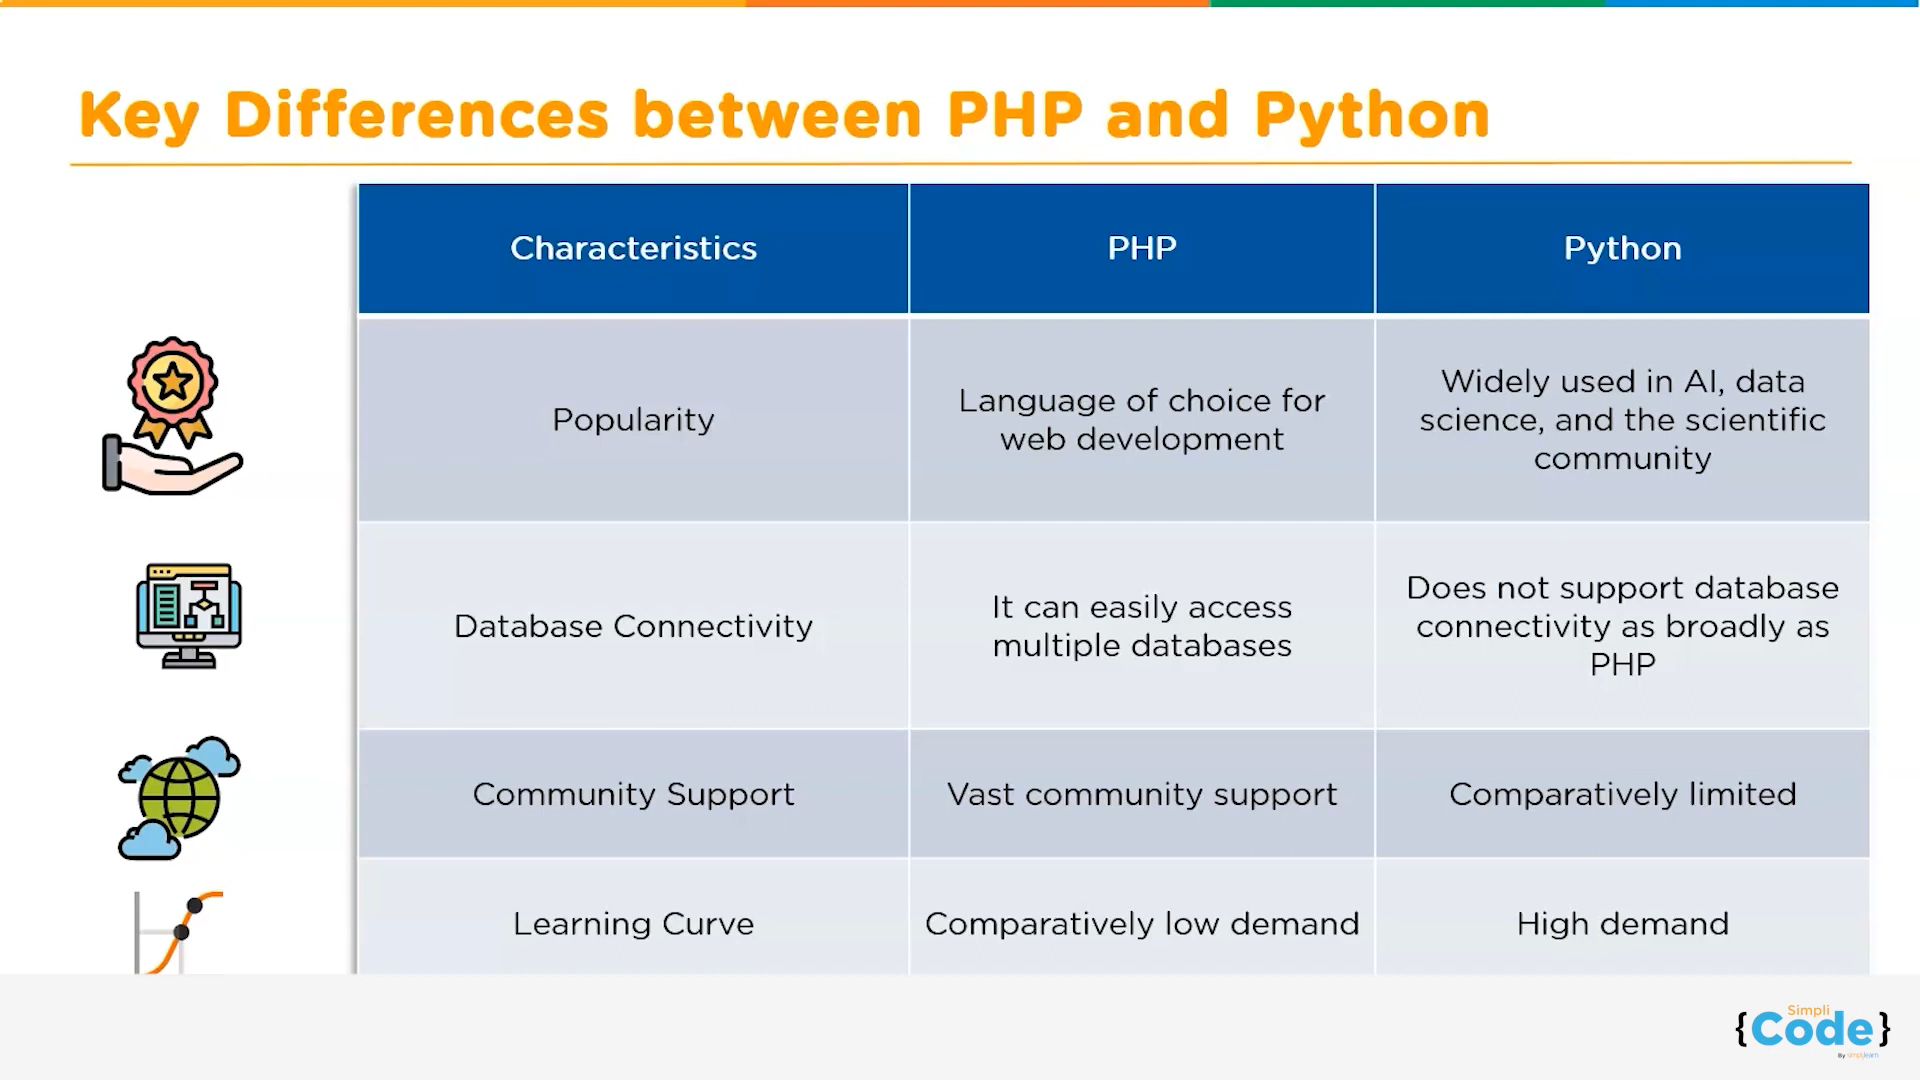 Key Differences between PHP and Python
Characteristics
PHP
Python
Popularity
Language of choice for
web development
Widely used in AI, data
science, and the scientific
community
Database Connectivity
It can easily access
multiple databases
Does not support database
connectivity as broadly as
PHP
Community Support
Vast community support
Comparatively limited
Learning Curve
Comparatively low demand
High demand
Simpli
{Code}
By simplilearn